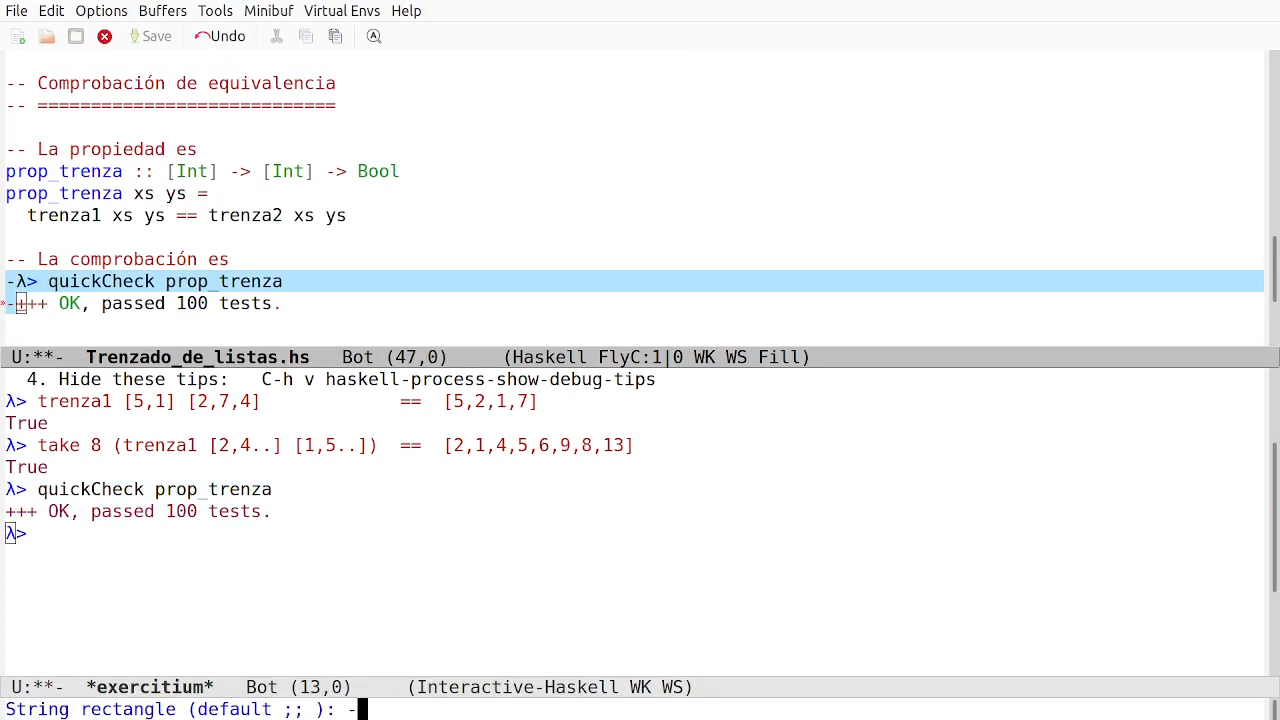 File Edit Options Buffers Tools Minibuf Virtual Envs Help
Save Undo
-- Comprobación de equivalencia
-- ============================
-- La propiedad es
prop_trenza :: [Int] -> [Int] -> Bool
prop_trenza xs ys =
  trenza1 xs ys == trenza2 xs ys
-- La comprobación es
-λ> quickCheck prop_trenza
-+++ OK, passed 100 tests.
U:**-  Trenzado_de_listas.hs   Bot (47,0)     (Haskell FlyC:1|0 WK WS Fill)
  4. Hide these tips:   C-h v haskell-process-show-debug-tips
λ> trenza1 [5,1] [2,7,4]             ==  [5,2,1,7]
True
λ> take 8 (trenza1 [2,4..] [1,5..])  ==  [2,1,4,5,6,9,8,13]
True
λ> quickCheck prop_trenza
+++ OK, passed 100 tests.
λ>
U:**-  *exercitium*   Bot (13,0)     (Interactive-Haskell WK WS)
String rectangle (default ;; ): -